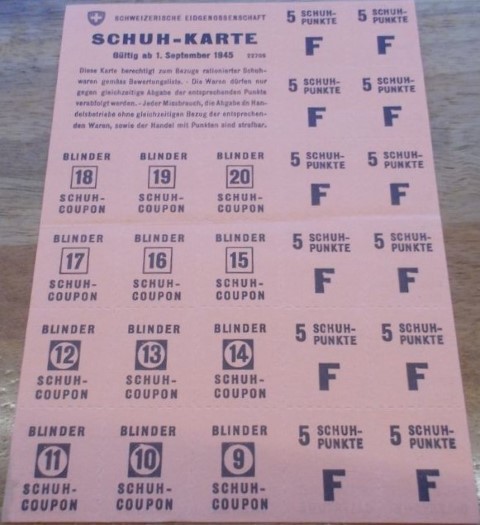 SCHWEIZERISCHE EIDGENOSSENSCHAFT
SCHUH-KARTE
Gültig ab 1. September 1945
Diese Karte berechtigt zum Bezuge rationierter Schuh-
waren gemäss Bewertungsliste. - Die Waren dürfen nur
gegen gleichzeitige Abgabe der entsprechenden Punkte
verabfolgt werden. - Jeder Missbrauch, die Abgabe an Han-
delsbetriebe ohne gleichzeitigen Bezug der entsprechen-
den Waren, sowie der Handel mit Punkten sind strafbar.
5 SCHUH-
PUNKTE
F
5 SCHUH-
PUNKTE
F
5 SCHUH-
PUNKTE
F
5 SCHUH-
PUNKTE
F
BLINDER
18
SCHUH-
COUPON
BLINDER
19
SCHUH-
COUPON
BLINDER
20
SCHUH-
COUPON
5 SCHUH-
PUNKTE
F
5 SCHUH-
PUNKTE
F
BLINDER
17
SCHUH-
COUPON
BLINDER
16
SCHUH-
COUPON
BLINDER
15
SCHUH-
COUPON
5 SCHUH-
PUNKTE
F
5 SCHUH-
PUNKTE
F
BLINDER
12
SCHUH-
COUPON
BLINDER
13
SCHUH-
COUPON
BLINDER
14
SCHUH-
COUPON
5 SCHUH-
PUNKTE
F
5 SCHUH-
PUNKTE
F
BLINDER
11
SCHUH-
COUPON
BLINDER
10
SCHUH-
COUPON
BLINDER
9
SCHUH-
COUPON
5 SCHUH-
PUNKTE
F
5 SCHUH-
PUNKTE
F